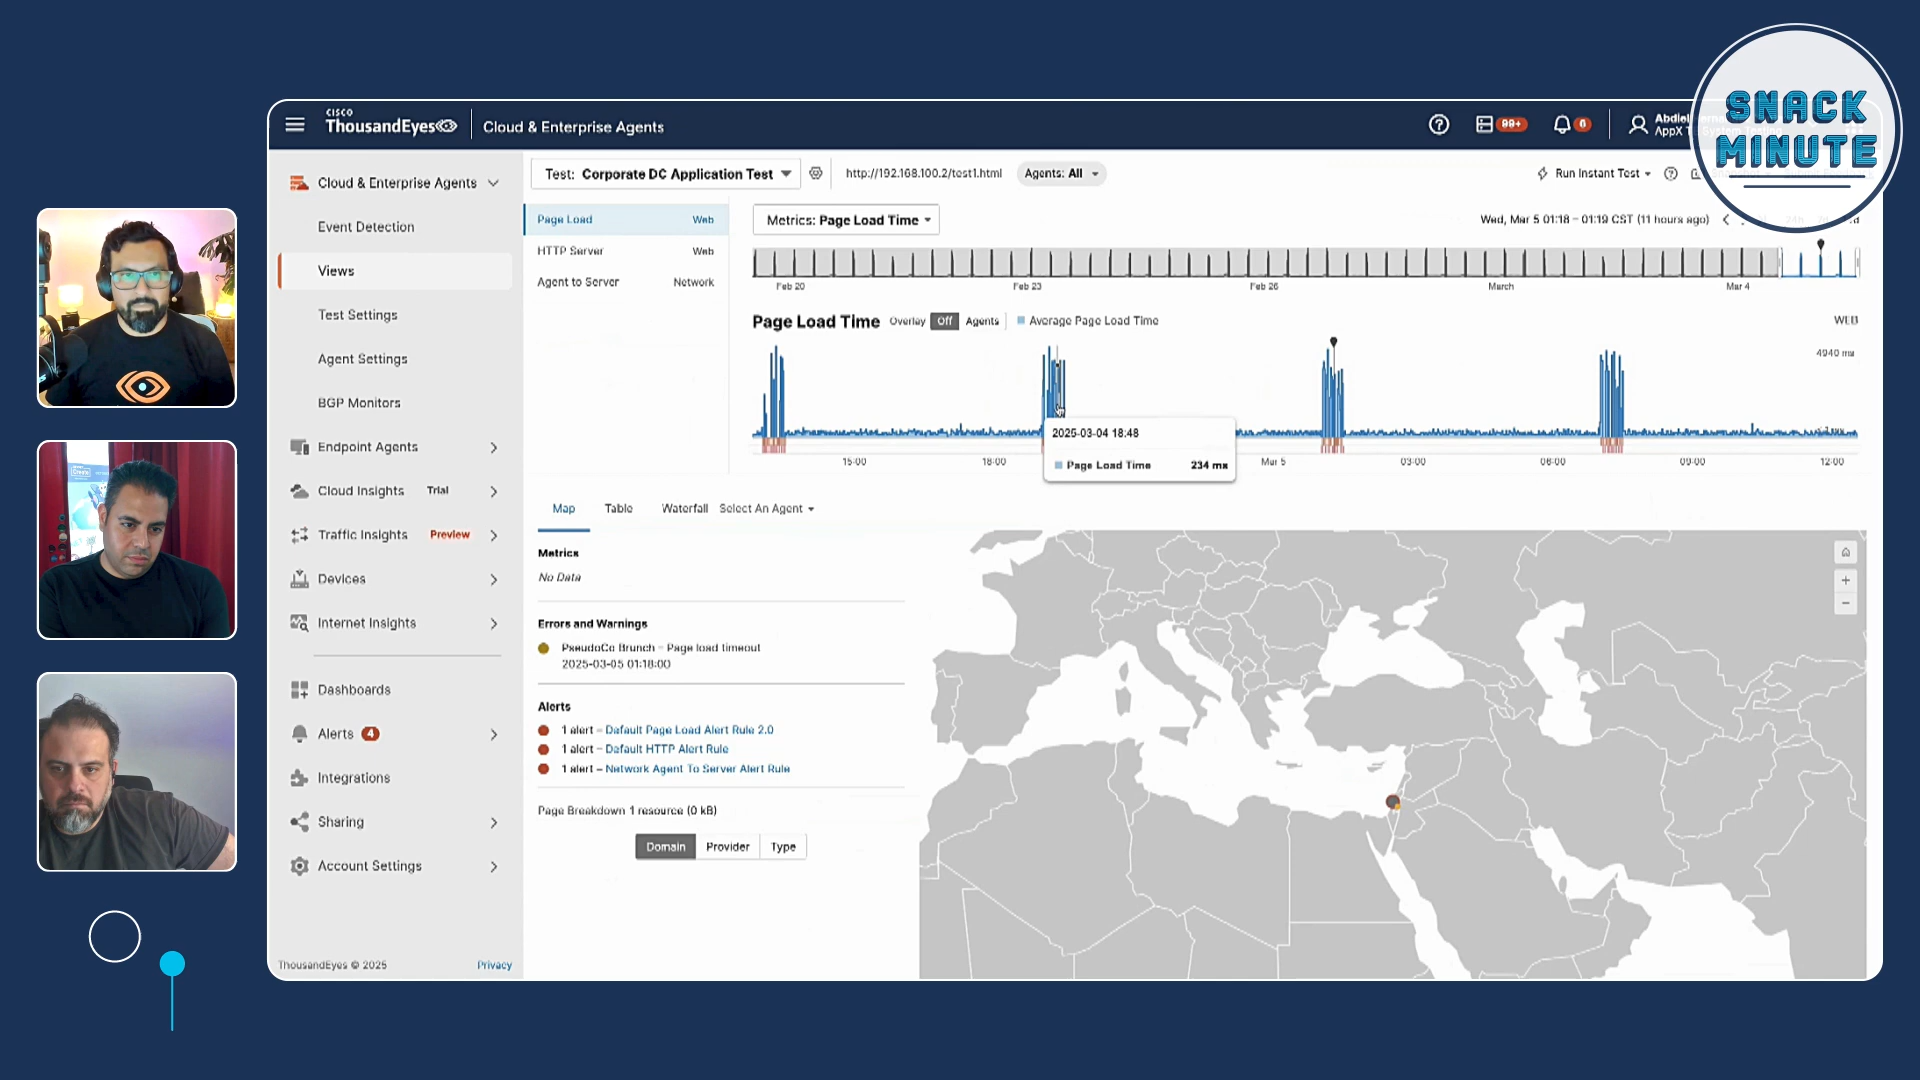 SNACK
MINUTE
CISCO
ThousandEyes
Cloud & Enterprise Agents
99+
6
Abdiel
AppX
Cloud & Enterprise Agents
Event Detection
Views
Test Settings
Agent Settings
BGP Monitors
Endpoint Agents
Cloud Insights Trial
Traffic Insights Preview
Devices
Internet Insights
Dashboards
Alerts 4
Integrations
Sharing
Account Settings
ThousandEyes © 2025 Privacy
Test: Corporate DC Application Test
http://192.168.100.2/test1.html
Agents: All
Run Instant Test
Page Load Web
HTTP Server Web
Agent to Server Network
Metrics: Page Load Time
Wed, Mar 5 01:18 – 01:19 CST (11 hours ago)
Feb 20 Feb 23 Feb 26 March Mar 4
Page Load Time Overlay Off Agents Average Page Load Time WEB
4940 ms
2025-03-04 18:48
Page Load Time 234 ms
15:00 18:00 Mar 5 03:00 06:00 09:00 12:00
Map Table Waterfall Select An Agent
Metrics
No Data
Errors and Warnings
PseudoCo Brunch – Page load timeout
2025-03-05 01:18:00
Alerts
1 alert – Default Page Load Alert Rule 2.0
1 alert – Default HTTP Alert Rule
1 alert – Network Agent To Server Alert Rule
Page Breakdown 1 resource (0 kB)
Domain Provider Type